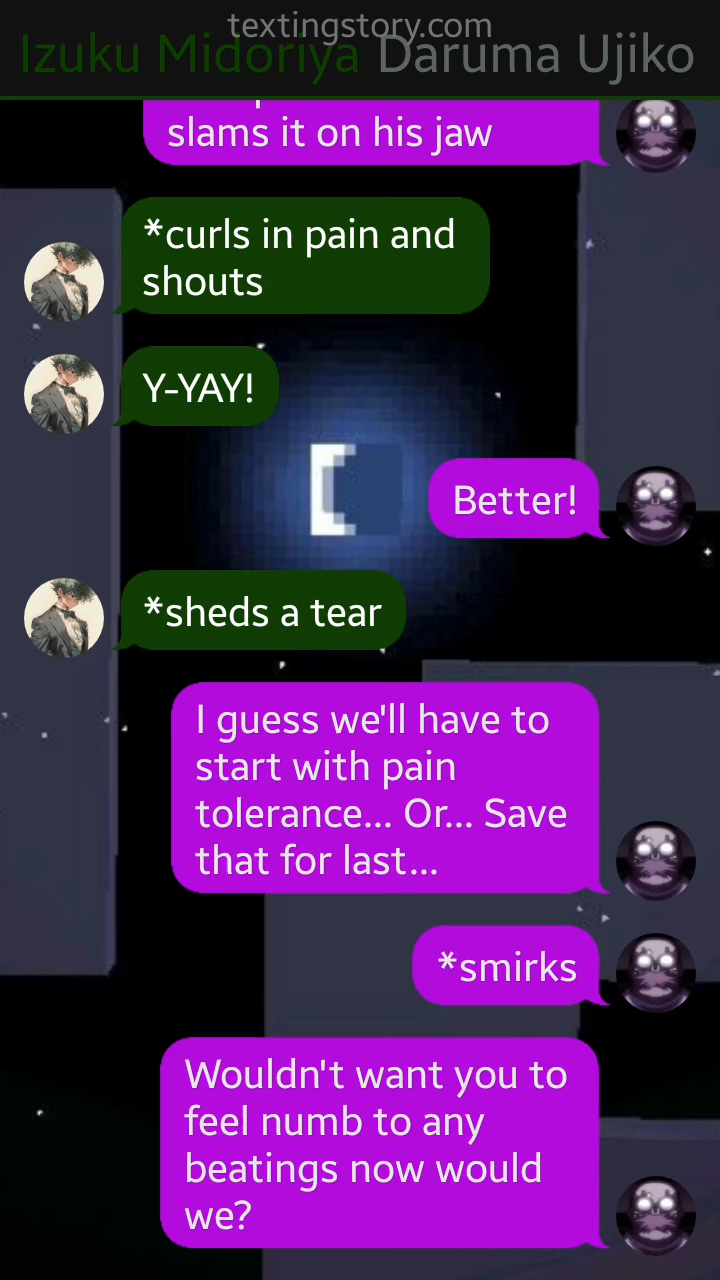 textingstory.com
Izuku Midoriya Daruma Ujiko
slams it on his jaw
*curls in pain and
shouts
Y-YAY!
Better!
*sheds a tear
I guess we'll have to
start with pain
tolerance... Or... Save
that for last...
*smirks
Wouldn't want you to
feel numb to any
beatings now would
we?